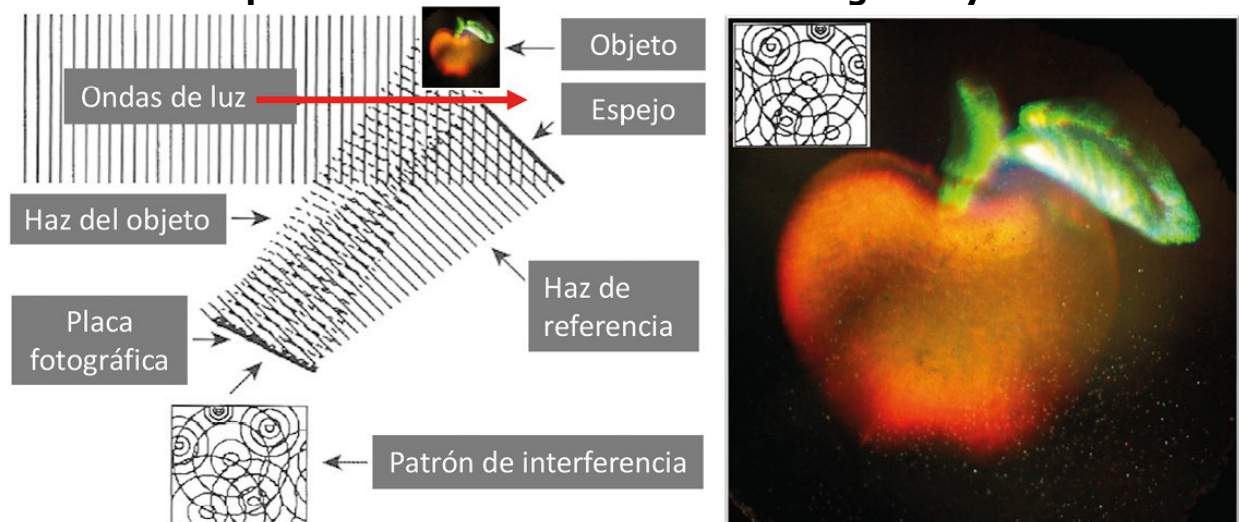 Objeto
Ondas de luz
Espejo
Haz del objeto
Haz de
referencia
Placa
fotográfica
Patrón de interferencia